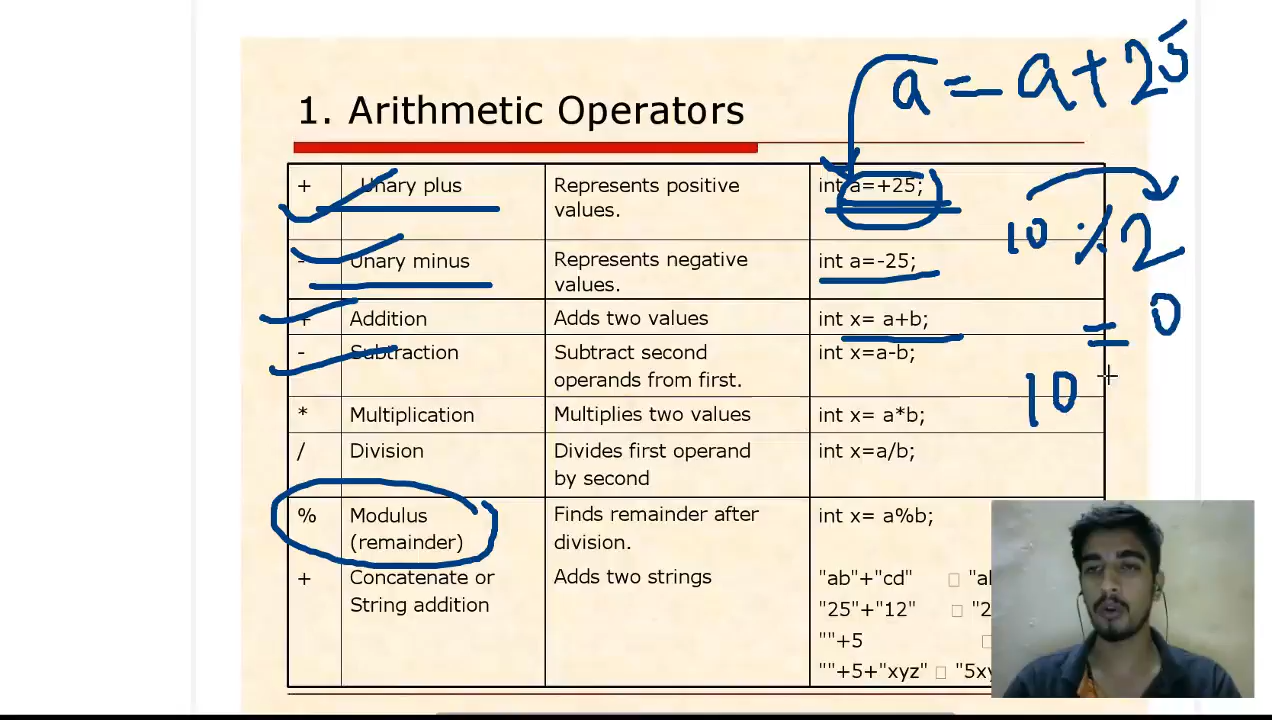 a = a + 25
1. Arithmetic Operators
+ Unary plus Represents positive values. int a=+25;
- Unary minus Represents negative values. int a=-25;
+ Addition Adds two values int x= a+b;
- Subtraction Subtract second operands from first. int x=a-b;
* Multiplication Multiplies two values int x= a*b;
/ Division Divides first operand by second int x=a/b;
% Modulus (remainder) Finds remainder after division. int x= a%b;
+ Concatenate or String addition Adds two strings
"ab"+"cd"
"25"+"12"
""+5
""+5+"xyz"
10 % 2
= 0
10